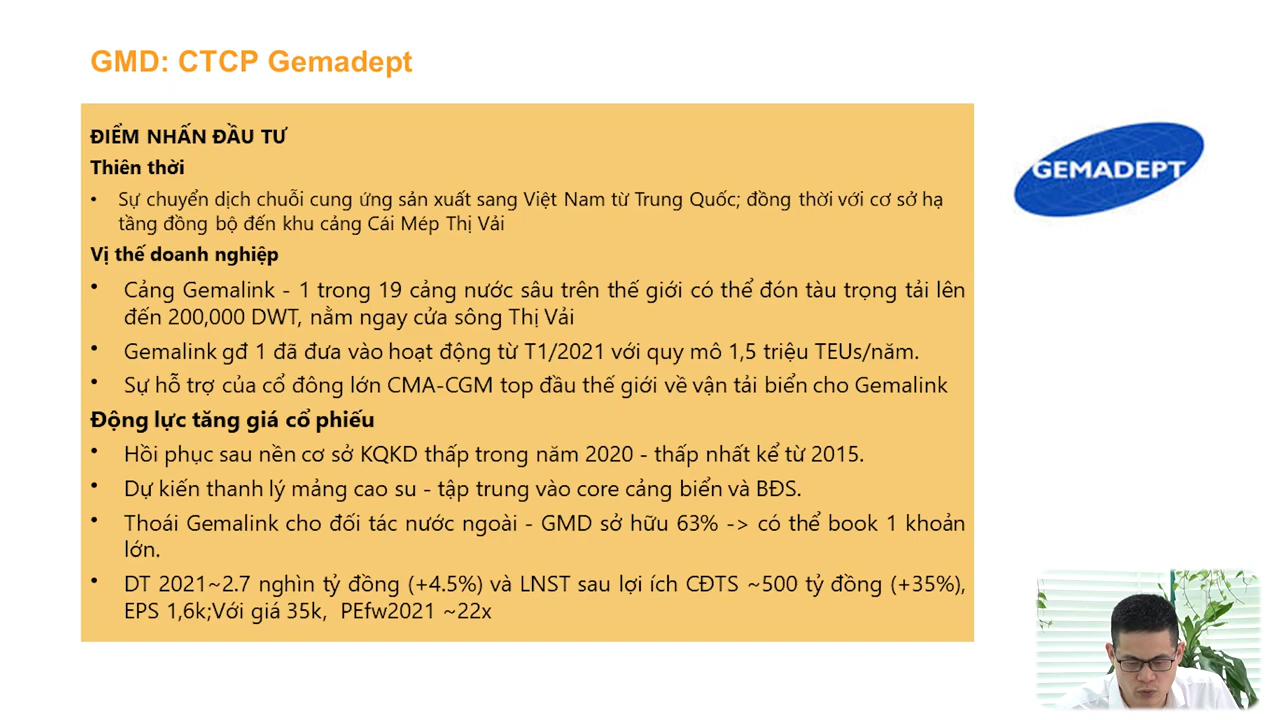 GMD: CTCP Gemadept
ĐIỂM NHẤN ĐẦU TƯ
Thiên thời
• Sự chuyển dịch chuỗi cung ứng sản xuất sang Việt Nam từ Trung Quốc; đồng thời với cơ sở hạ
tầng đồng bộ đến khu cảng Cái Mép Thị Vải
Vị thế doanh nghiệp
• Cảng Gemalink - 1 trong 19 cảng nước sâu trên thế giới có thể đón tàu trọng tải lên
đến 200,000 DWT, nằm ngay cửa sông Thị Vải
• Gemalink gđ 1 đã đưa vào hoạt động từ T1/2021 với quy mô 1,5 triệu TEUs/năm.
• Sự hỗ trợ của cổ đông lớn CMA-CGM top đầu thế giới về vận tải biển cho Gemalink
Động lực tăng giá cổ phiếu
• Hồi phục sau nền cơ sở KQKD thấp trong năm 2020 - thấp nhất kể từ 2015.
• Dự kiến thanh lý mảng cao su - tập trung vào core cảng biển và BĐS.
• Thoái Gemalink cho đối tác nước ngoài - GMD sở hữu 63% -> có thể book 1 khoản
lớn.
• DT 2021~2.7 nghìn tỷ đồng (+4.5%) và LNST sau lợi ích CĐTS ~500 tỷ đồng (+35%),
EPS 1,6k;Với giá 35k, PEfw2021 ~22x
GEMADEPT